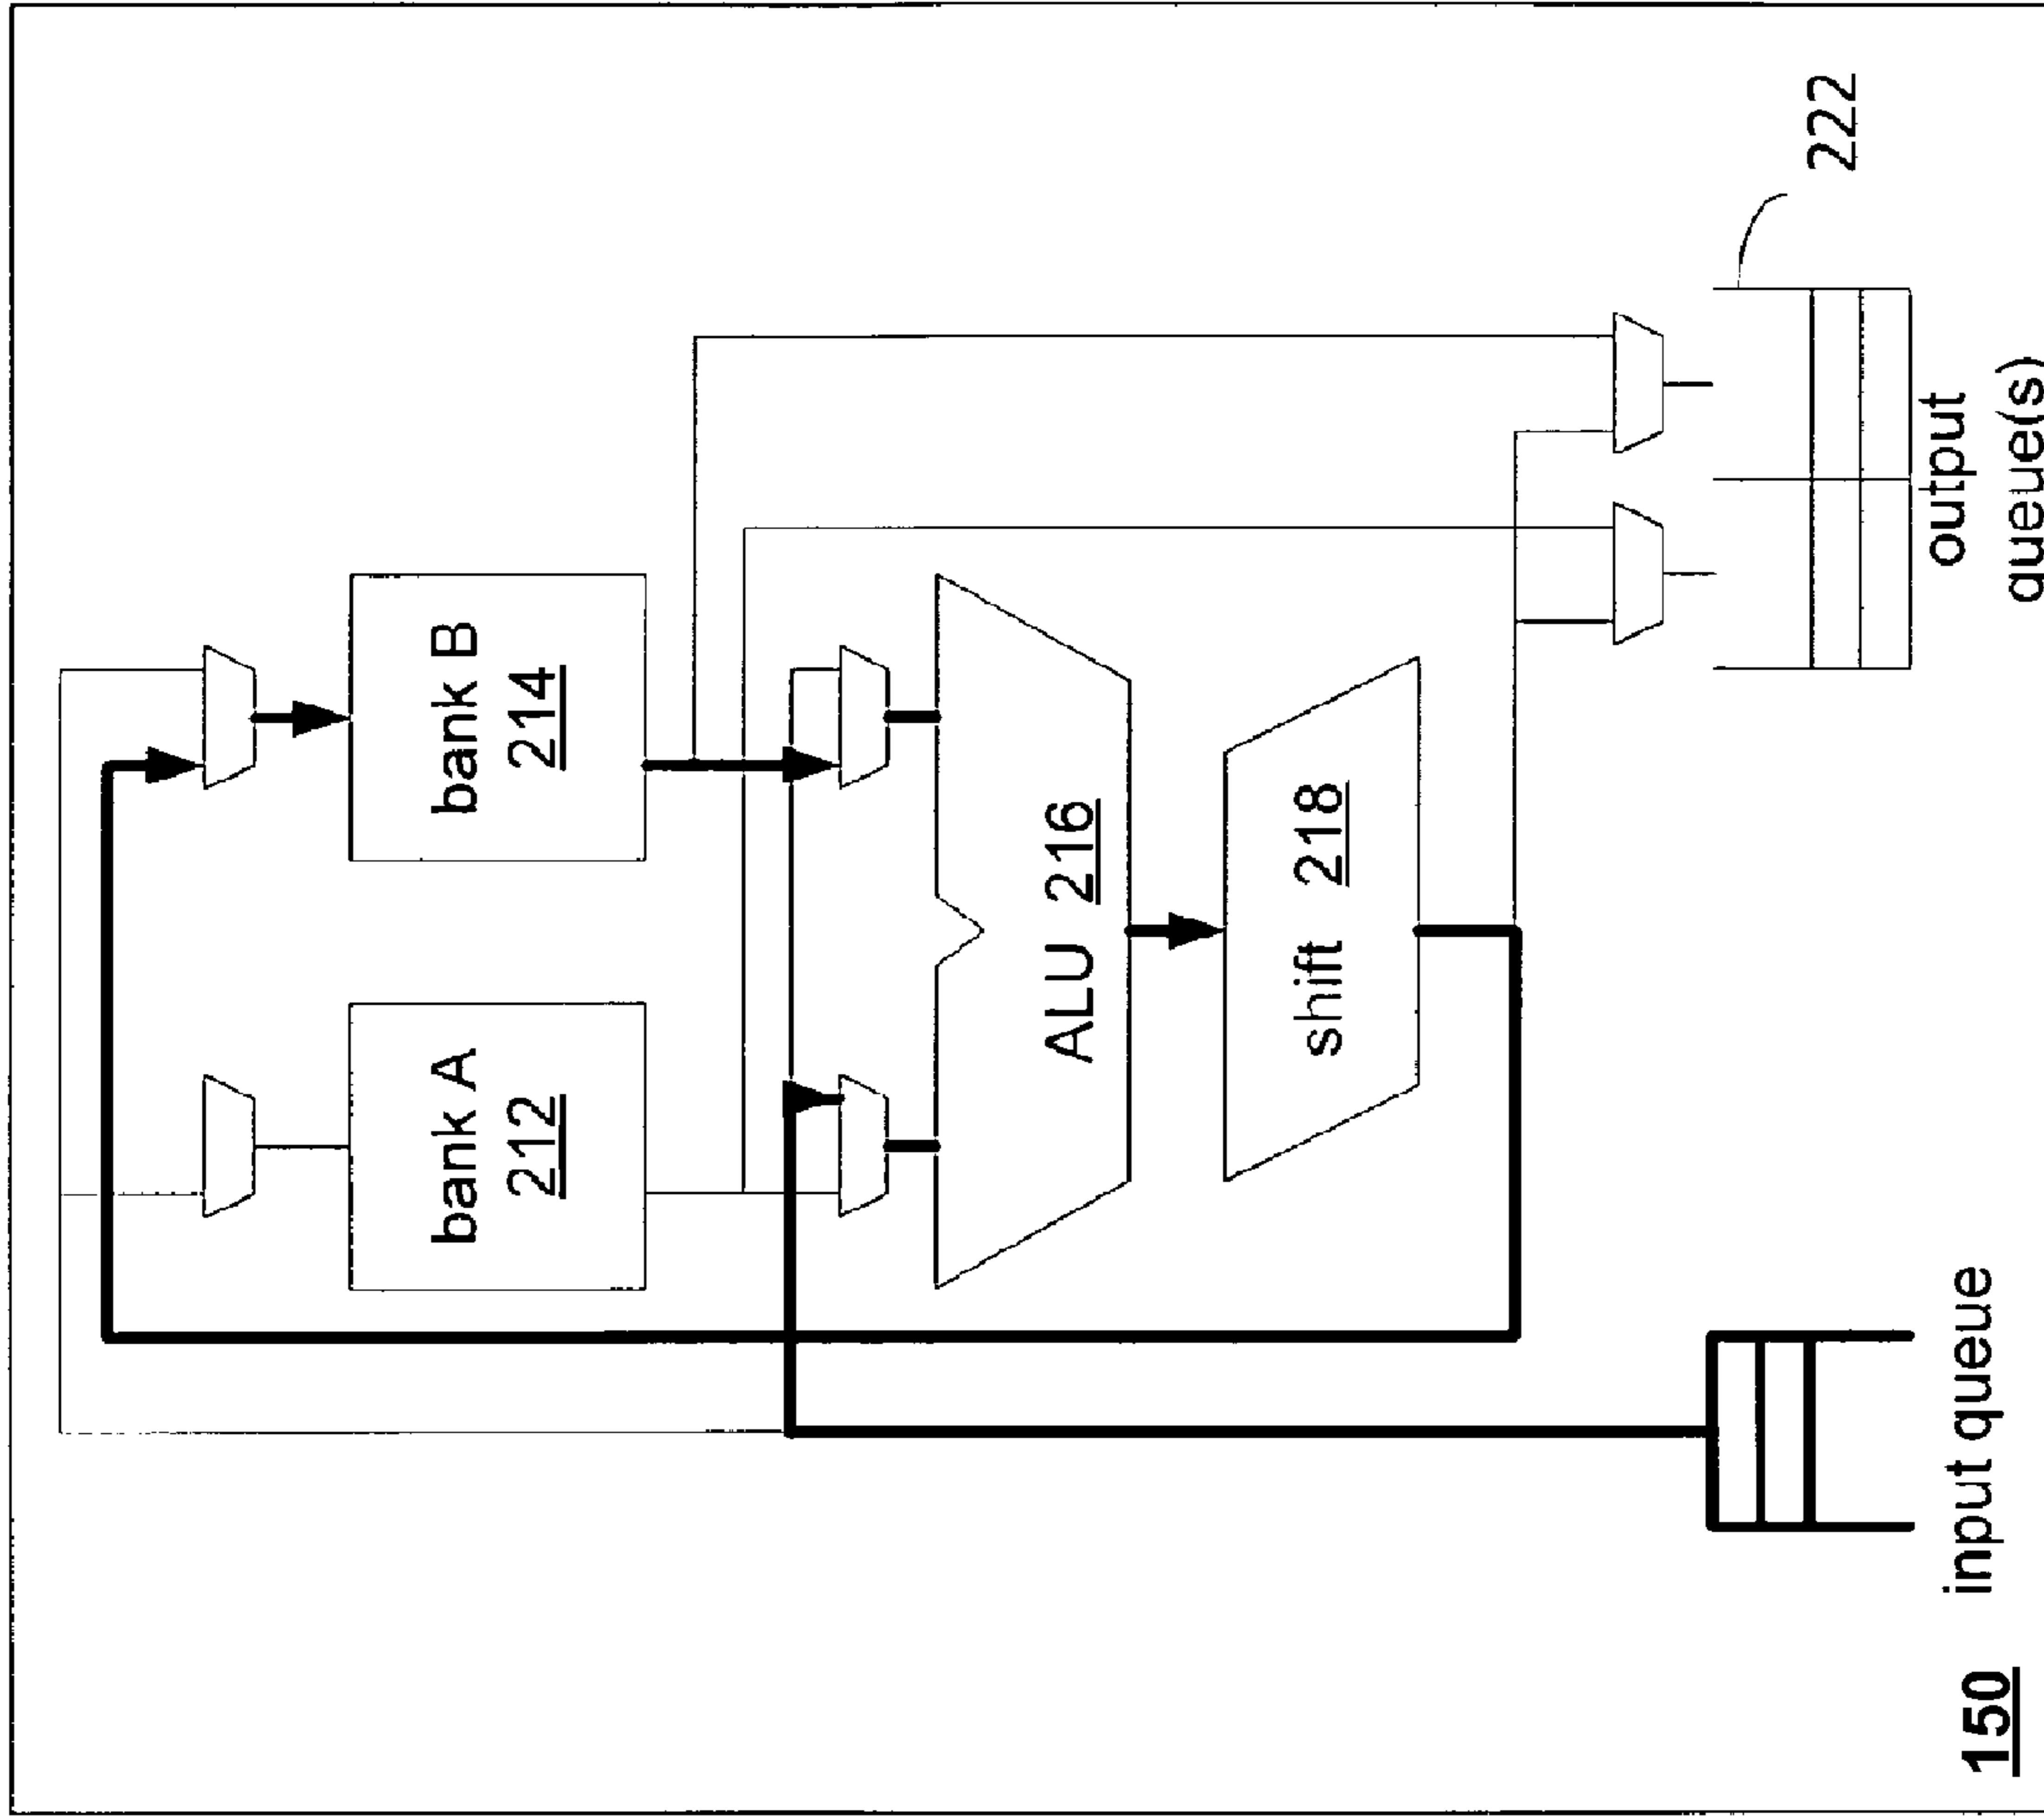 bank A
212
bank B
214
ALU 216
shift 218
222
150
input queue
output
queue(s)